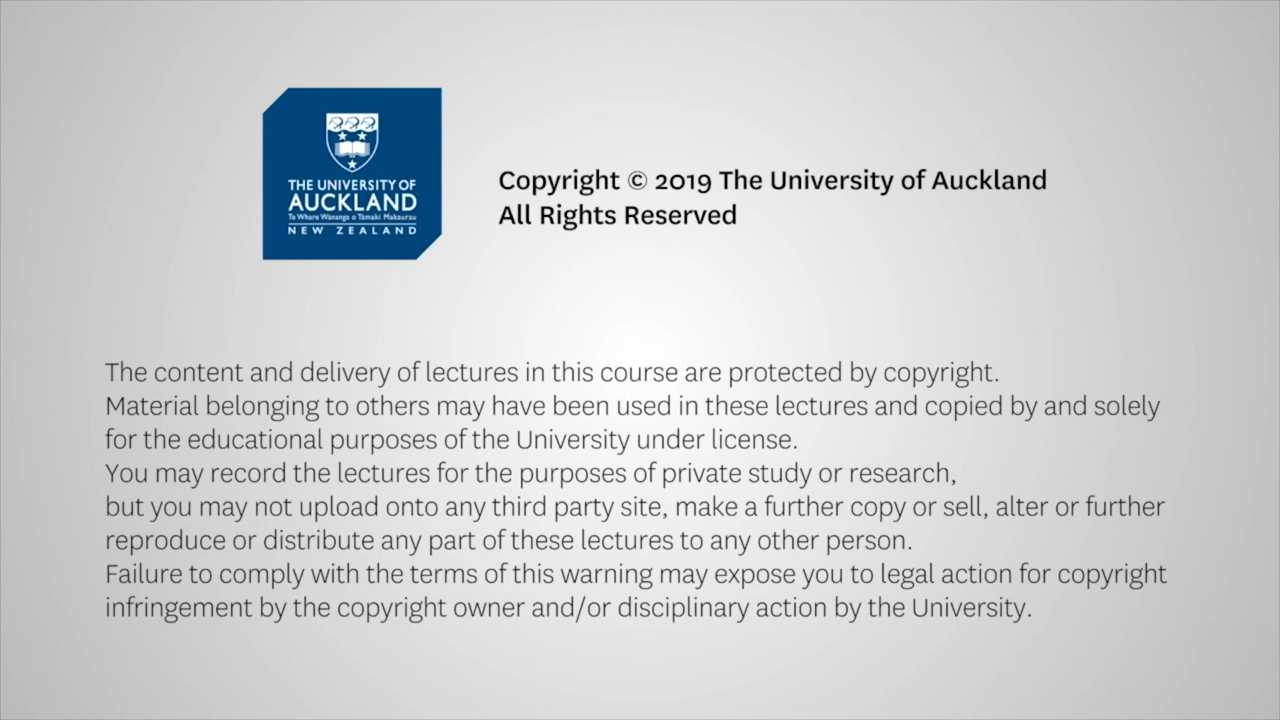 THE UNIVERSITY OF
AUCKLAND
Te Whare Wānanga o Tāmaki Makaurau
NEW ZEALAND
Copyright © 2019 The University of Auckland
All Rights Reserved
The content and delivery of lectures in this course are protected by copyright.
Material belonging to others may have been used in these lectures and copied by and solely
for the educational purposes of the University under license.
You may record the lectures for the purposes of private study or research,
but you may not upload onto any third party site, make a further copy or sell, alter or further
reproduce or distribute any part of these lectures to any other person.
Failure to comply with the terms of this warning may expose you to legal action for copyright
infringement by the copyright owner and/or disciplinary action by the University.